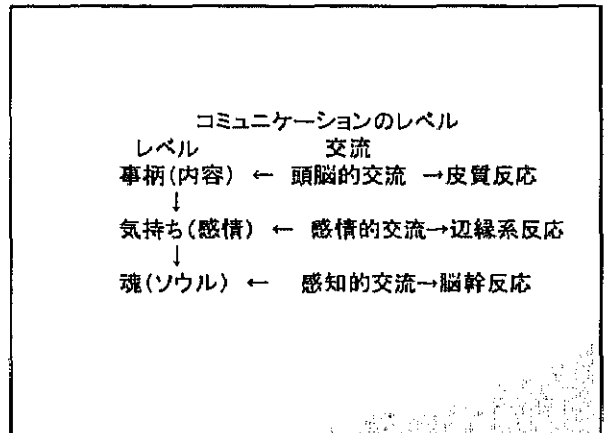 コミュニケーションのレベル
レベル 交流
事柄(内容) ← 頭脳的交流 →皮質反応
↓
気持ち(感情) ← 感情的交流→辺縁系反応
↓
魂(ソウル) ← 感知的交流→脳幹反応